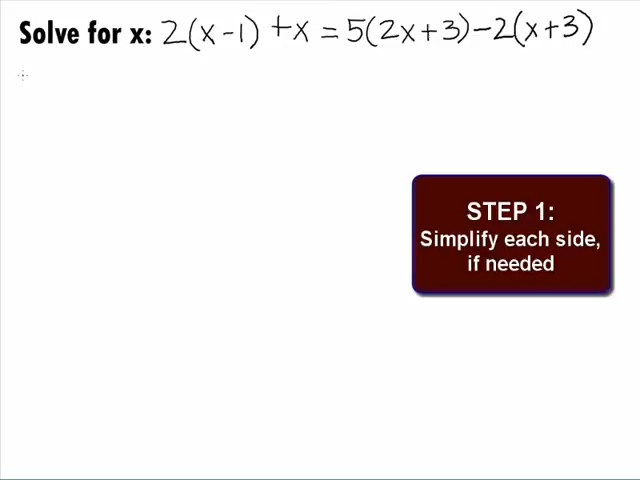 Solve for x: 2(x-1) +x = 5(2x+3)-2(x+3)
STEP 1:
Simplify each side,
if needed